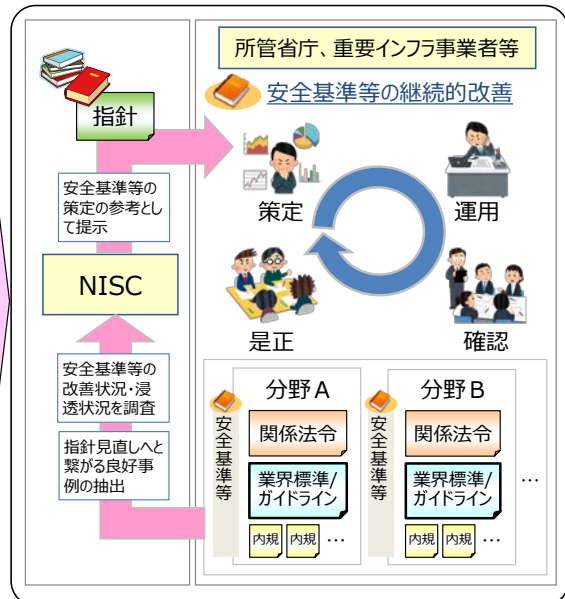 指針
安全基準等の
策定の参考とし
て提示
NISC
安全基準等の
改善状況・浸
透状況を調査
指針見直しへと
繋がる良好事
例の抽出
所管省庁、重要インフラ事業者等
安全基準等の継続的改善
策定
運用
是正
確認
分野A
安全基準等
関係法令
業界標準/
ガイドライン
内規 内規 …
分野B
安全基準等
関係法令
業界標準/
ガイドライン
内規 内規 …
…